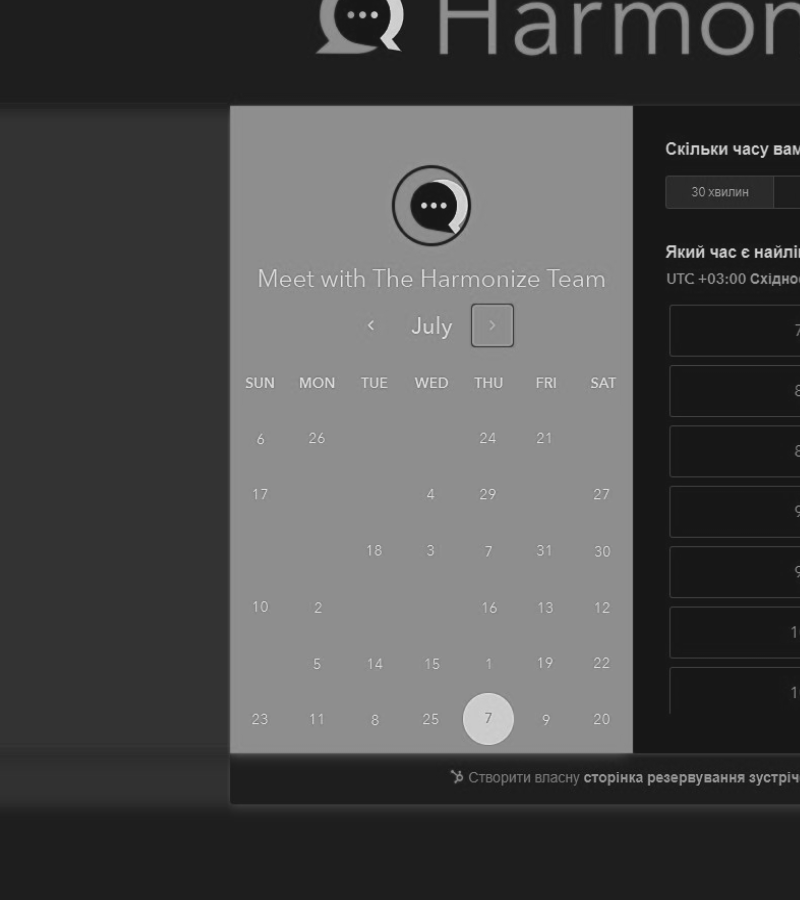 Harmon
Meet with The Harmonize Team
July
SUN MON TUE WED THU FRI SAT
6 26 24 21
17 4 29 27
18 3 7 31 30
10 2 16 13 12
5 14 15 1 19 22
23 11 8 25 7 9 20
Скільки часу вам
30 хвилин
Який час є найлі
UTC +03:00 Східно
7
8
8
9
9
1
1
Створити власну сторінка резервування зустріч